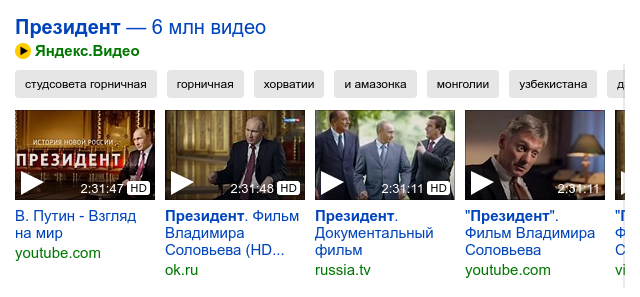 Президент — 6 млн видео
Яндекс.Видео
студсовета горничная горничная хорватии и амазонка монголии узбекистана
ИСТОРИЯ НОВОЙ РОССИИ
ПРЕЗИДЕНТ
2:31:47 HD 2:31:48 HD 2:31:11 HD 2:31:11
В. Путин - Взгляд
на мир
youtube.com
Президент. Фильм
Владимира
Соловьева (HD...
ok.ru
Президент.
Документальный
фильм
russia.tv
"Президент".
Фильм Владимира
Соловьева
youtube.com